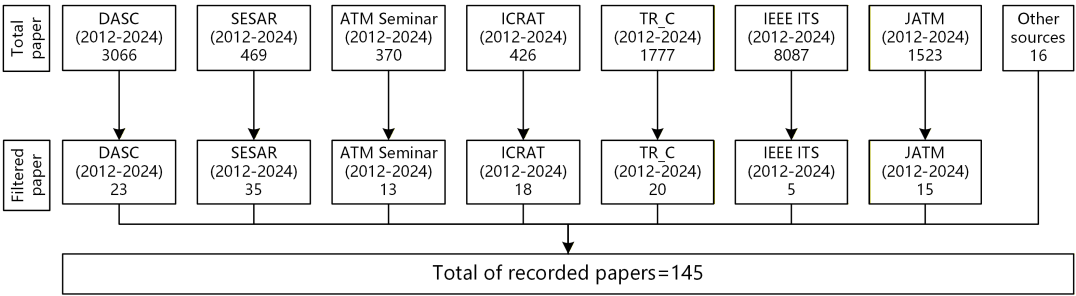 Total
paper
DASC
(2012-2024)
3066
SESAR
(2012-2024)
469
ATM Seminar
(2012-2024)
370
ICRAT
(2012-2024)
426
TR_C
(2012-2024)
1777
IEEE ITS
(2012-2024)
8087
JATM
(2012-2024)
1523
Other
sources
16
Filtered
paper
DASC
(2012-2024)
23
SESAR
(2012-2024)
35
ATM Seminar
(2012-2024)
13
ICRAT
(2012-2024)
18
TR_C
(2012-2024)
20
IEEE ITS
(2012-2024)
5
JATM
(2012-2024)
15
Total of recorded papers=145